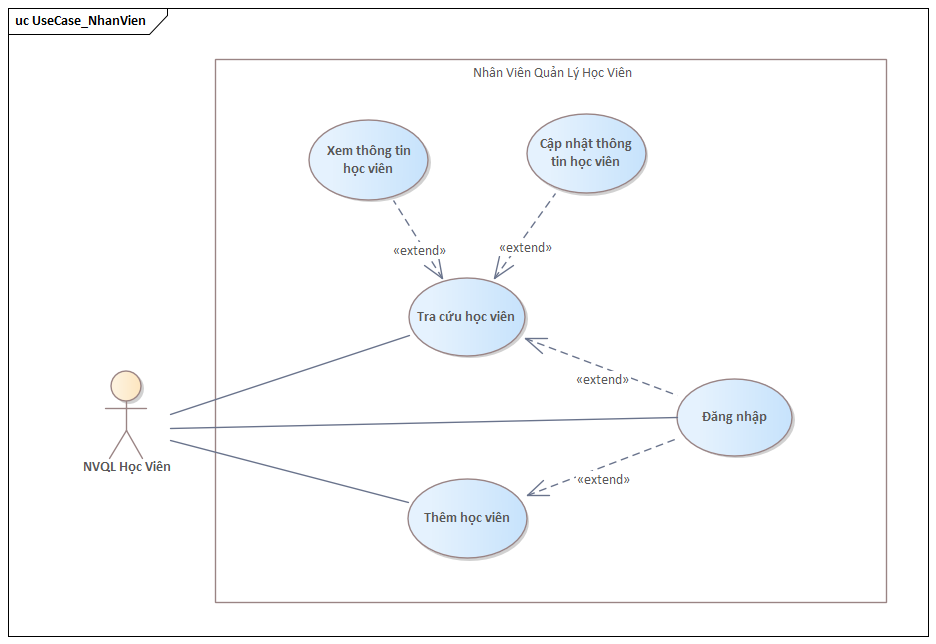 uc UseCase_NhanVien
Nhân Viên Quản Lý Học Viên
Xem thông tin
học viên
Cập nhật thông
tin học viên
«extend»
«extend»
Tra cứu học viên
«extend»
Đăng nhập
NVQL Học Viên
«extend»
Thêm học viên